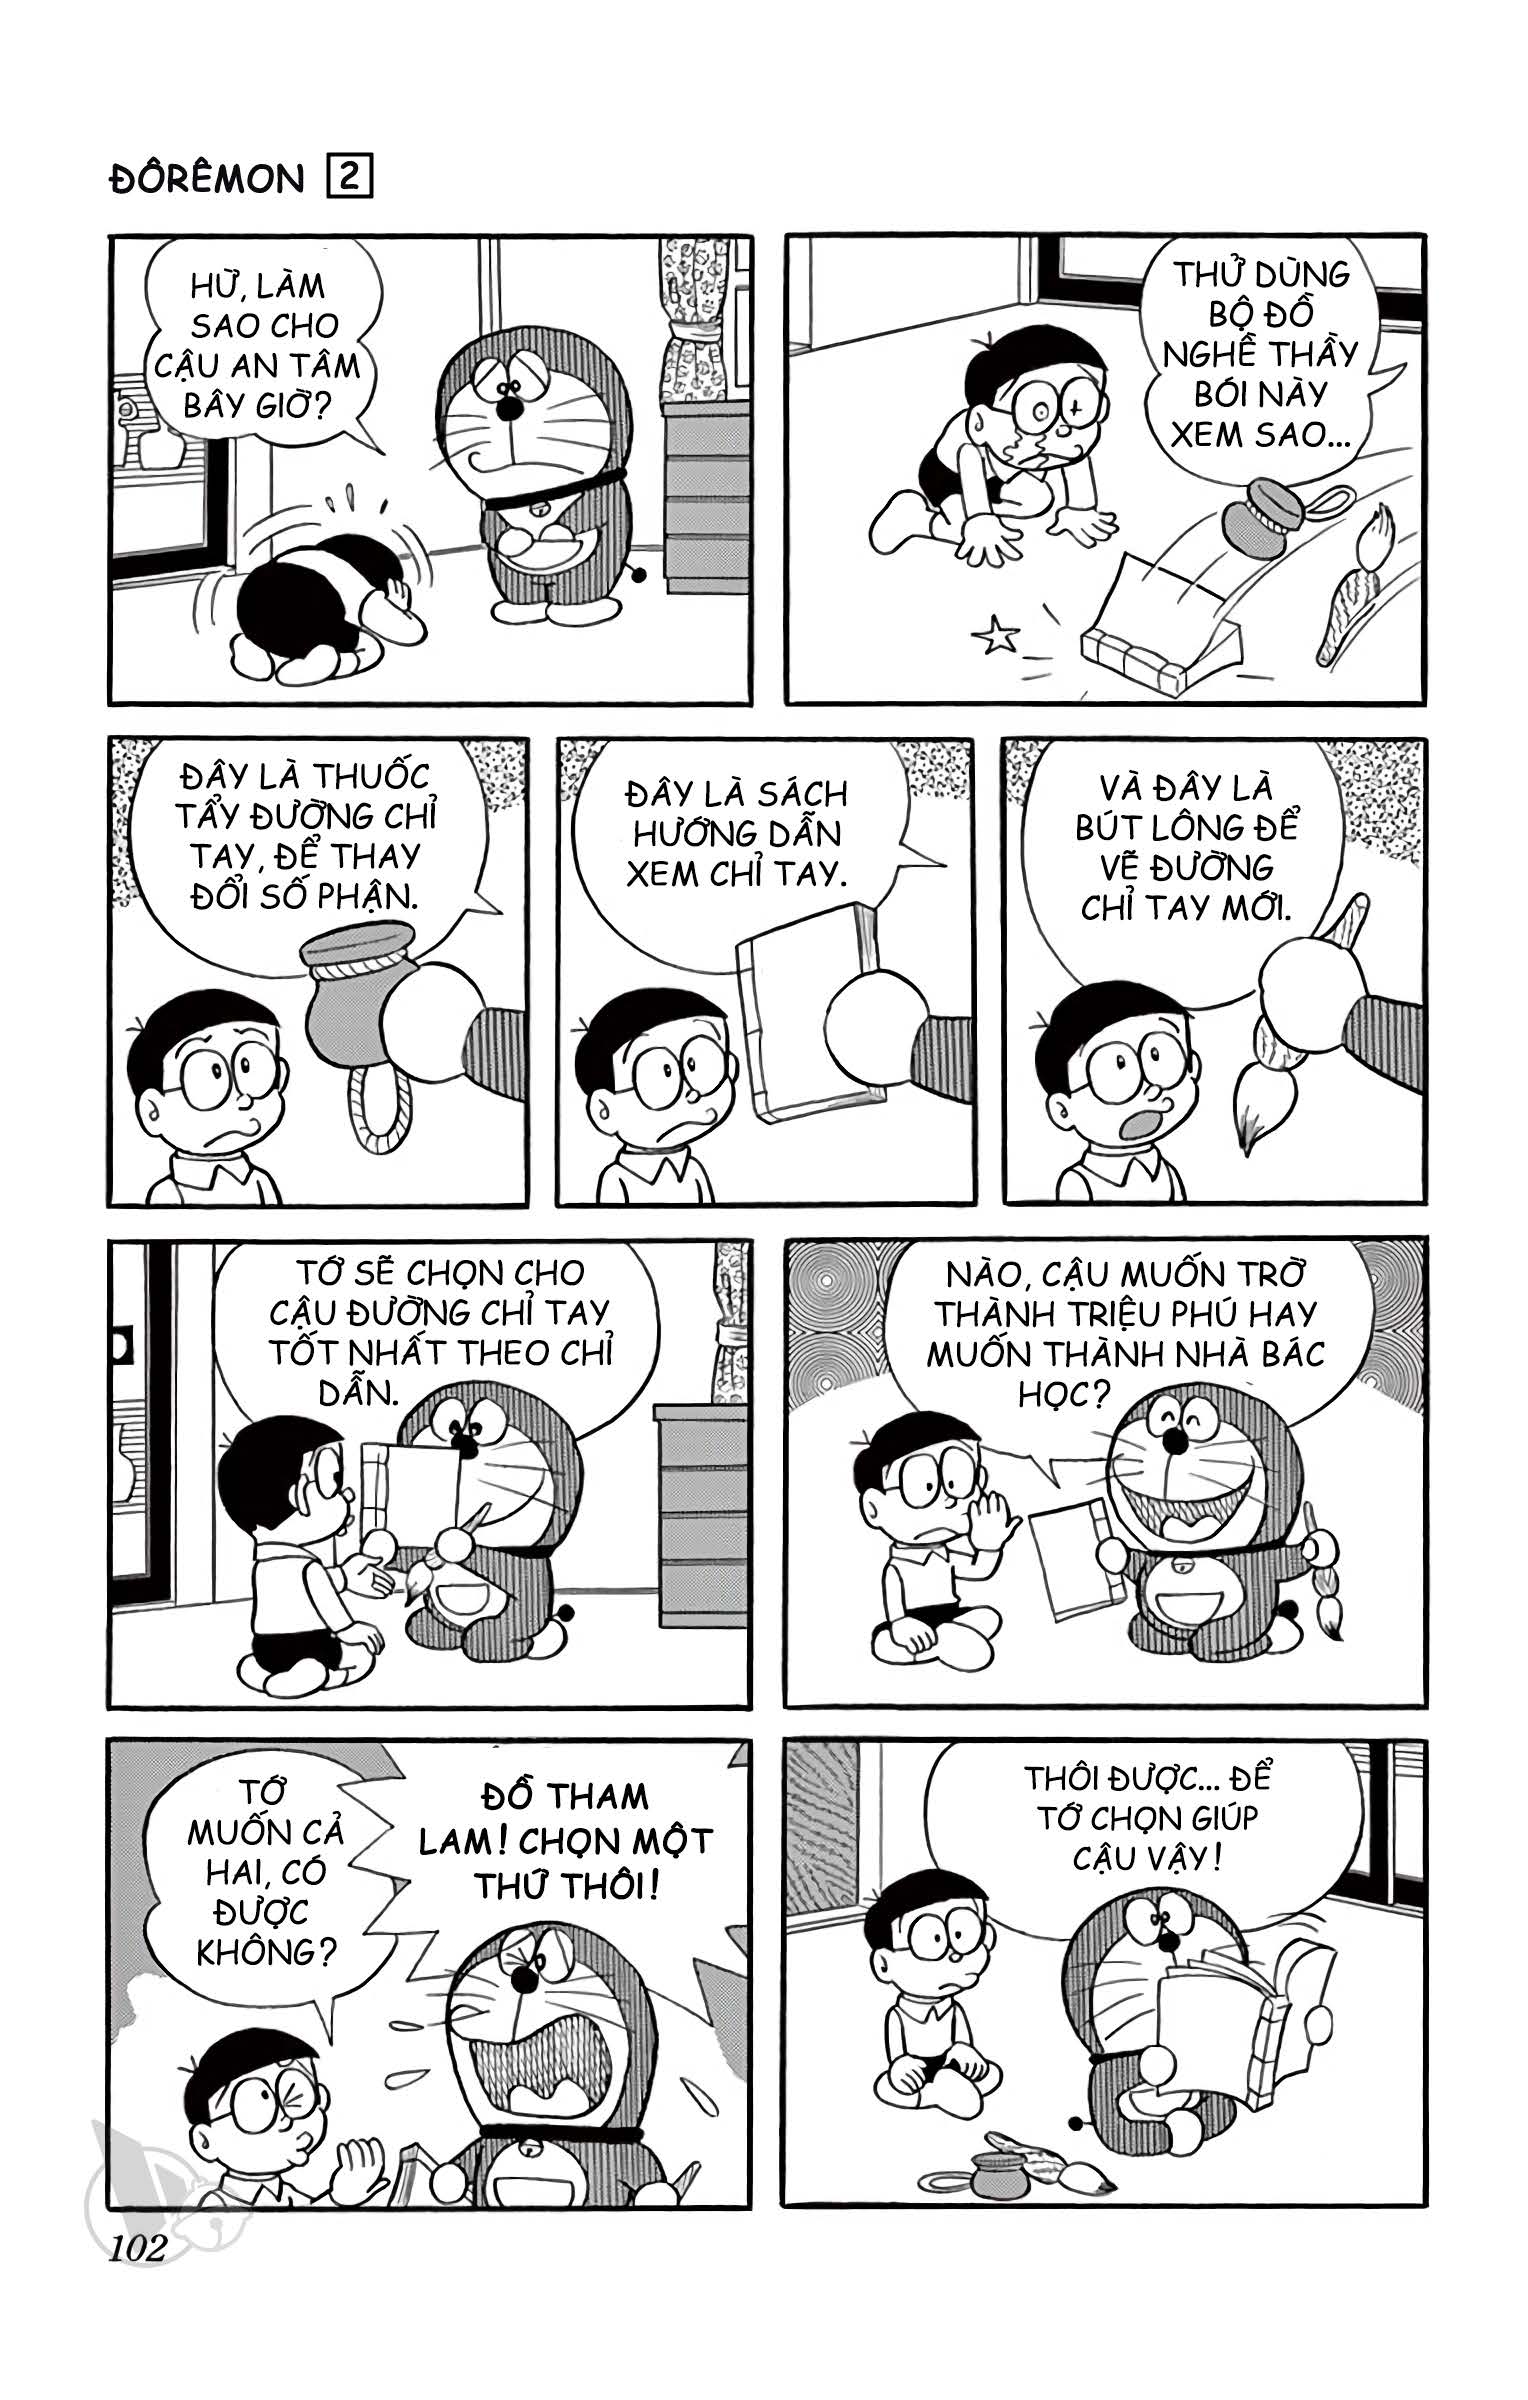 ĐÔRÊMON 2
HỪ, LÀM
SAO CHO
CẬU AN TÂM
BÂY GIỜ?
THỬ DÙNG
BỘ ĐỒ
NGHỀ THẦY
BÓI NÀY
XEM SAO...
ĐÂY LÀ THUỐC
TẨY ĐƯỜNG CHỈ
TAY, ĐỂ THAY
ĐỔI SỐ PHẬN.
ĐÂY LÀ SÁCH
HƯỚNG DẪN
XEM CHỈ TAY.
VÀ ĐÂY LÀ
BÚT LÔNG ĐỂ
VẼ ĐƯỜNG
CHỈ TAY MỚI.
TỚ SẼ CHỌN CHO
CẬU ĐƯỜNG CHỈ TAY
TỐT NHẤT THEO CHỈ
DẪN.
NÀO, CẬU MUỐN TRỜ
THÀNH TRIỆU PHÚ HAY
MUỐN THÀNH NHÀ BÁC
HỌC?
TỚ
MUỐN CẢ
HAI, CÓ
ĐƯỢC
KHÔNG?
ĐỒ THAM
LAM! CHỌN MỘT
THỨ THÔI!
THÔI ĐƯỢC... ĐỂ
TỚ CHỌN GIÚP
CẬU VẬY!
102